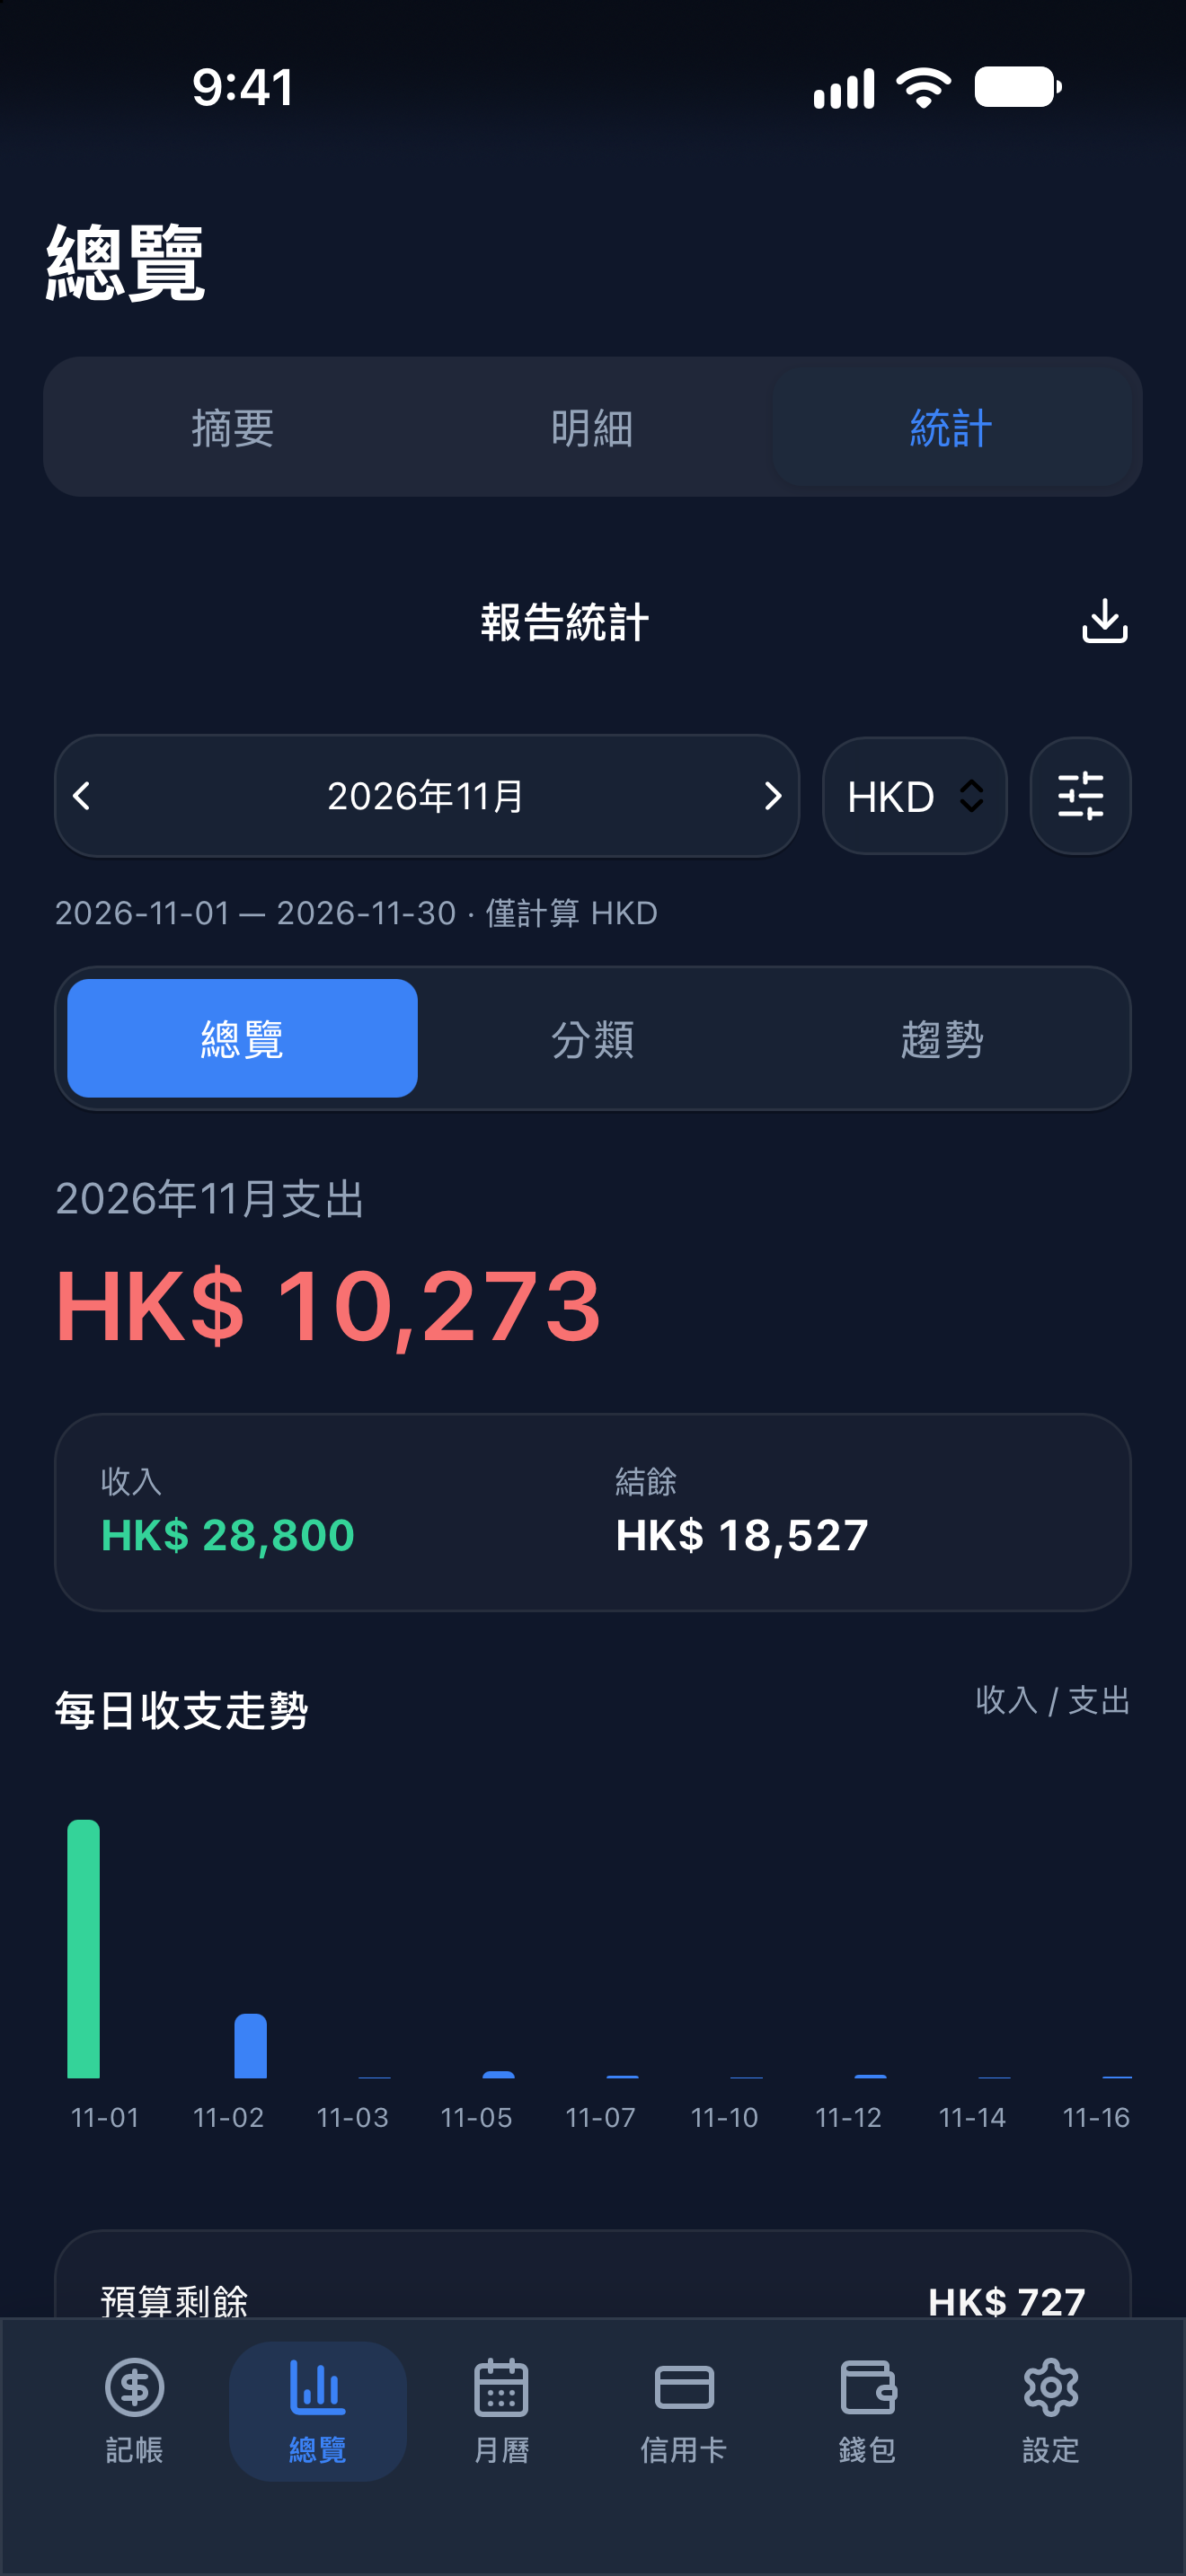 9:41
總覽
摘要 明細 統計
報告統計
2026年11月 HKD
2026-11-01 — 2026-11-30 · 僅計算 HKD
總覽 分類 趨勢
2026年11月支出
HK$ 10,273
收入 結餘
HK$ 28,800 HK$ 18,527
每日收支走勢 收入 / 支出
11-01 11-02 11-03 11-05 11-07 11-10 11-12 11-14 11-16
預算剩餘 HK$ 727
記帳 總覽 月曆 信用卡 錢包 設定